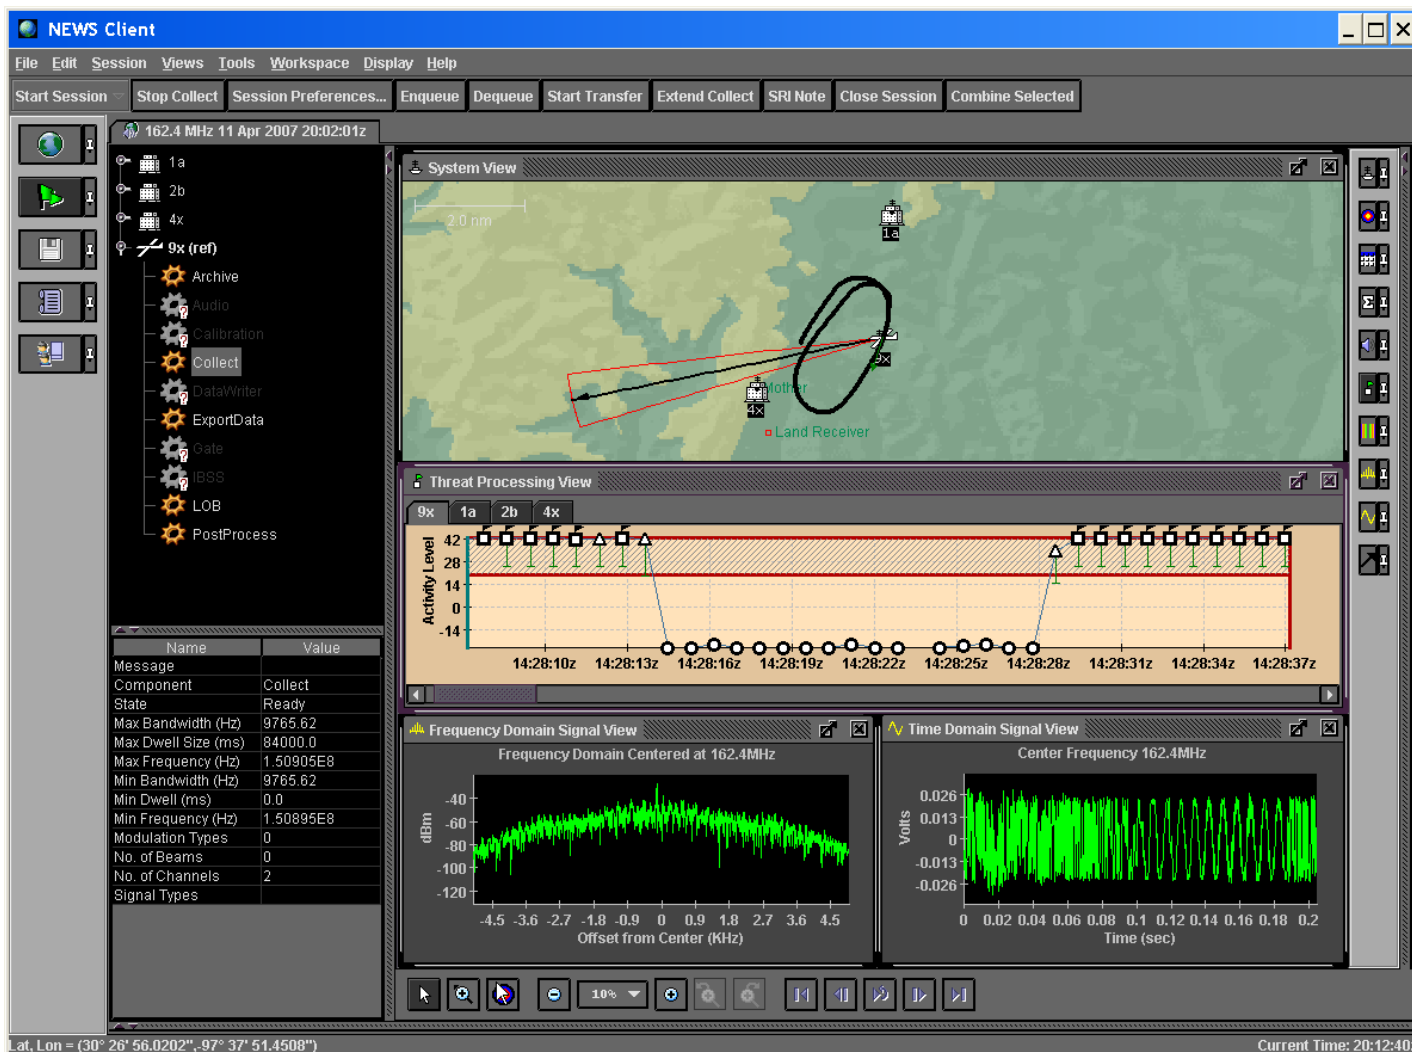 NEWS Client
File Edit Session Views Tools Workspace Display Help
Start Session Stop Collect Session Preferences... Enqueue Dequeue Start Transfer Extend Collect SRI Note Close Session Combine Selected
162.4 MHz 11 Apr 2007 20:02:01z
1a
2b
4x
9x (ref)
Archive
Audio
Calibration
Collect
DataWriter
ExportData
Gate
IBSS
LOB
PostProcess
Name Value
Message
Component Collect
State Ready
Max Bandwidth (Hz) 9765.62
Max Dwell Size (ms) 84000.0
Max Frequency (Hz) 1.50905E8
Min Bandwidth (Hz) 9765.62
Min Dwell (ms) 0.0
Min Frequency (Hz) 1.50895E8
Modulation Types 0
No. of Beams 0
No. of Channels 2
Signal Types
System View
2.0 nm
1a
9x
Mother
4x
Land Receiver
Threat Processing View
9x 1a 2b 4x
Activity Level
42
28
14
0
-14
14:28:10z 14:28:13z 14:28:16z 14:28:19z 14:28:22z 14:28:25z 14:28:28z 14:28:31z 14:28:34z 14:28:37z
Frequency Domain Signal View
Frequency Domain Centered at 162.4MHz
dBm
-40
-60
-80
-100
-120
-4.5 -3.6 -2.7 -1.8 -0.9 0 0.9 1.8 2.7 3.6 4.5
Offset from Center (KHz)
Time Domain Signal View
Center Frequency 162.4MHz
Volts
0.026
0.013
0
-0.013
-0.026
0 0.02 0.04 0.06 0.08 0.1 0.12 0.14 0.16 0.18 0.2
Time (sec)
10%
Lat, Lon = (30° 26' 56.0202",-97° 37' 51.4508") Current Time: 20:12:40